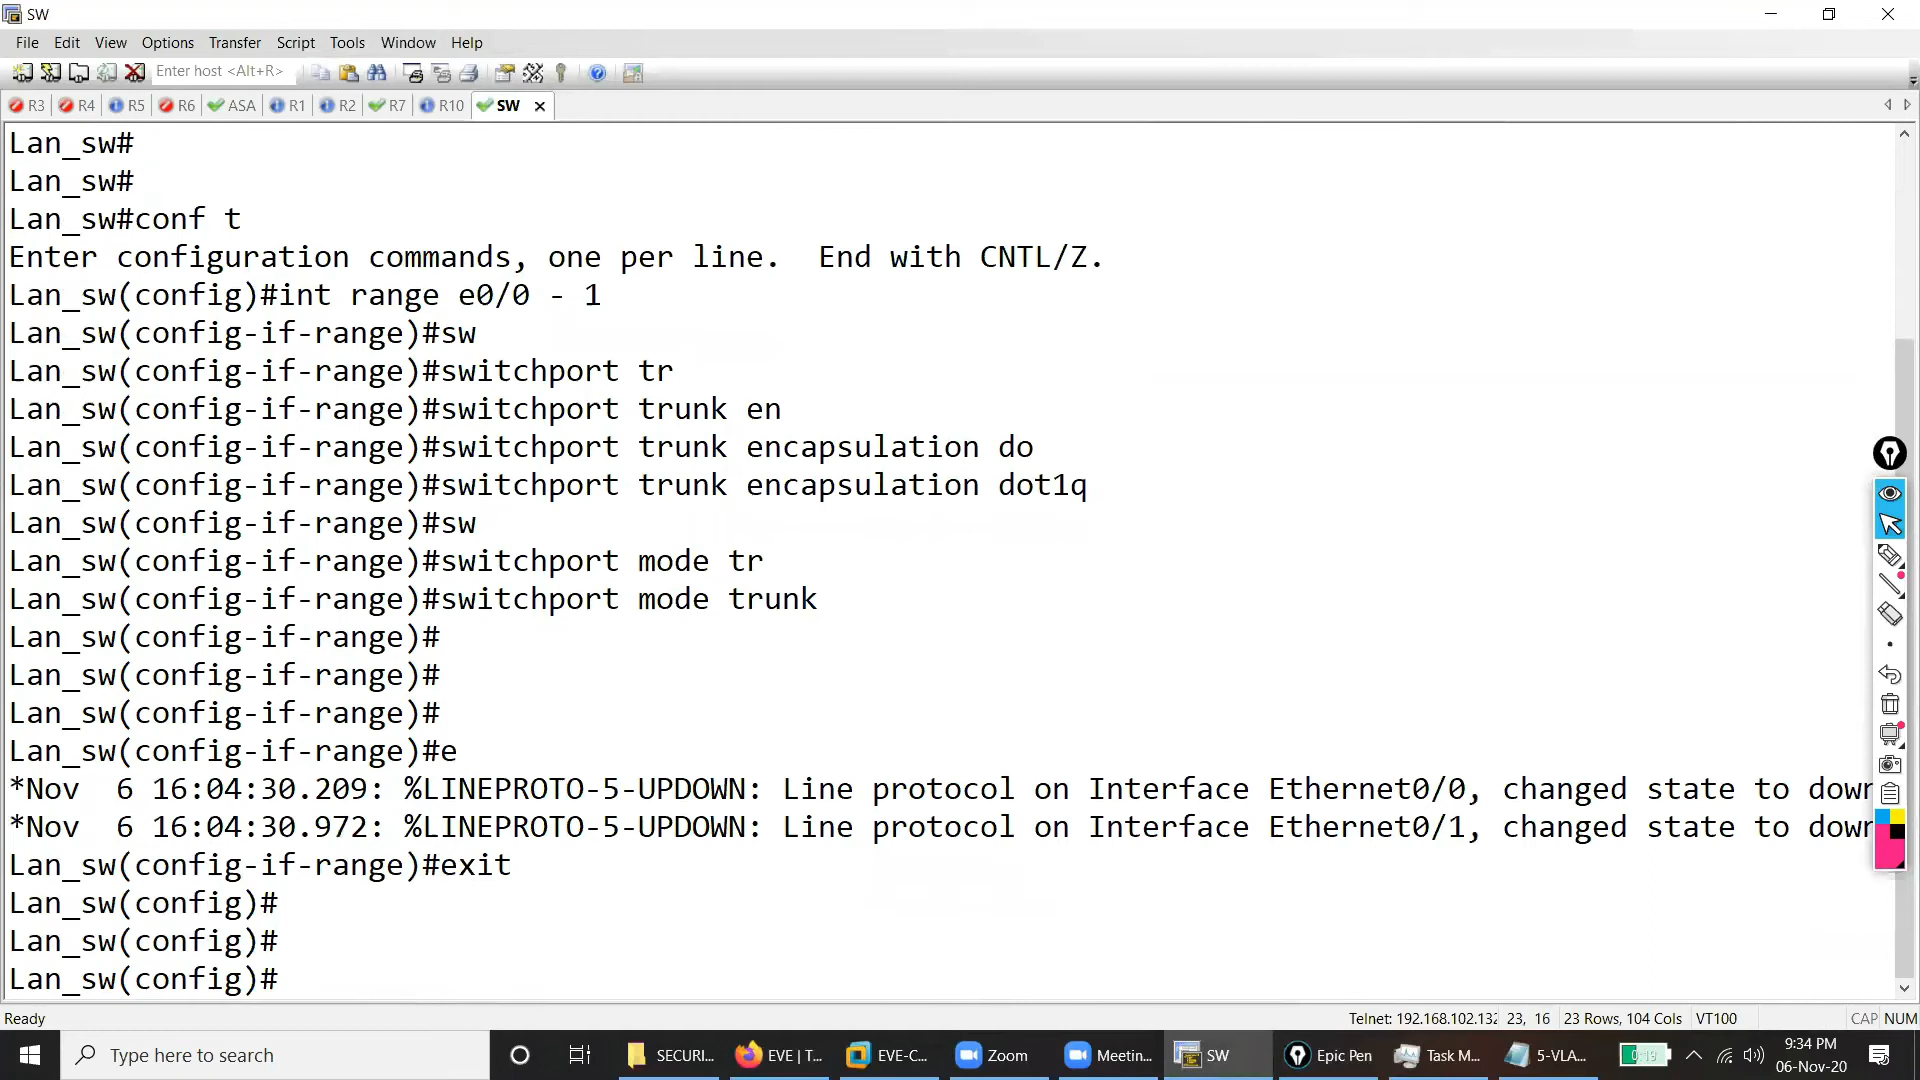 SW
File Edit View Options Transfer Script Tools Window Help
Enter host <Alt+R>
R3 R4 R5 R6 ASA R1 R2 R7 R10 SW
Lan_sw#
Lan_sw#
Lan_sw#conf t
Enter configuration commands, one per line.  End with CNTL/Z.
Lan_sw(config)#int range e0/0 - 1
Lan_sw(config-if-range)#sw
Lan_sw(config-if-range)#switchport tr
Lan_sw(config-if-range)#switchport trunk en
Lan_sw(config-if-range)#switchport trunk encapsulation do
Lan_sw(config-if-range)#switchport trunk encapsulation dot1q
Lan_sw(config-if-range)#sw
Lan_sw(config-if-range)#switchport mode tr
Lan_sw(config-if-range)#switchport mode trunk
Lan_sw(config-if-range)#
Lan_sw(config-if-range)#
Lan_sw(config-if-range)#
Lan_sw(config-if-range)#e
*Nov  6 16:04:30.209: %LINEPROTO-5-UPDOWN: Line protocol on Interface Ethernet0/0, changed state to down
*Nov  6 16:04:30.972: %LINEPROTO-5-UPDOWN: Line protocol on Interface Ethernet0/1, changed state to down
Lan_sw(config-if-range)#exit
Lan_sw(config)#
Lan_sw(config)#
Lan_sw(config)#
Ready Telnet: 192.168.102.132 23, 16 23 Rows, 104 Cols VT100 CAP NUM
Type here to search SECURI... EVE | T... EVE-C... Zoom Meetin... SW Epic Pen Task M... 5-VLA... 0:19 9:34 PM
06-Nov-20